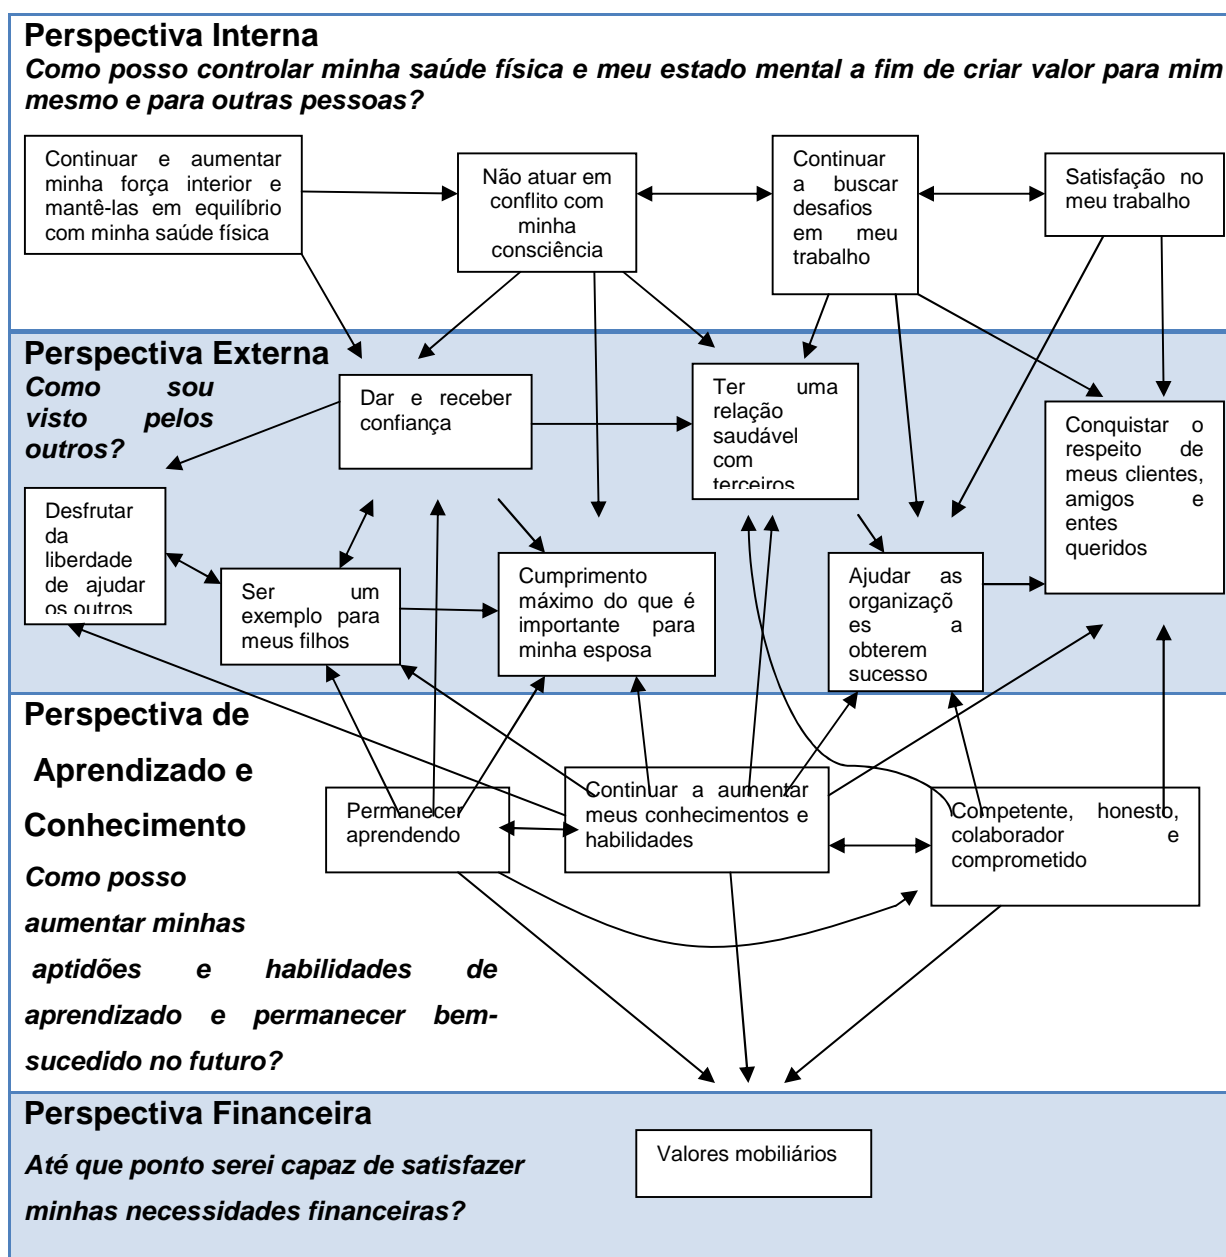 Perspectiva Interna
Como posso controlar minha saúde física e meu estado mental a fim de criar valor para mim
mesmo e para outras pessoas?
Continuar e aumentar
minha força interior e
mantê-las em equilíbrio
com minha saúde física
Não atuar em
conflito com
minha
consciência
Continuar
a buscar
desafios
em meu
trabalho
Satisfação no
meu trabalho
Perspectiva Externa
Como sou
visto pelos
outros?
Dar e receber
confiança
Ter uma
relação
saudável
com
terceiros
Conquistar o
respeito de
meus clientes,
amigos e
entes
queridos
Desfrutar
da
liberdade
de ajudar
os outros
Ser um
exemplo para
meus filhos
Cumprimento
máximo do que é
importante para
minha esposa
Ajudar as
organizaçõ
es a
obterem
sucesso
Perspectiva de
Aprendizado e
Conhecimento
Como posso
aumentar minhas
aptidões e habilidades de
aprendizado e permanecer bem-
sucedido no futuro?
Permanecer
aprendendo
Continuar a aumentar
meus conhecimentos e
habilidades
Competente, honesto,
colaborador e
comprometido
Perspectiva Financeira
Até que ponto serei capaz de satisfazer
minhas necessidades financeiras?
Valores mobiliários